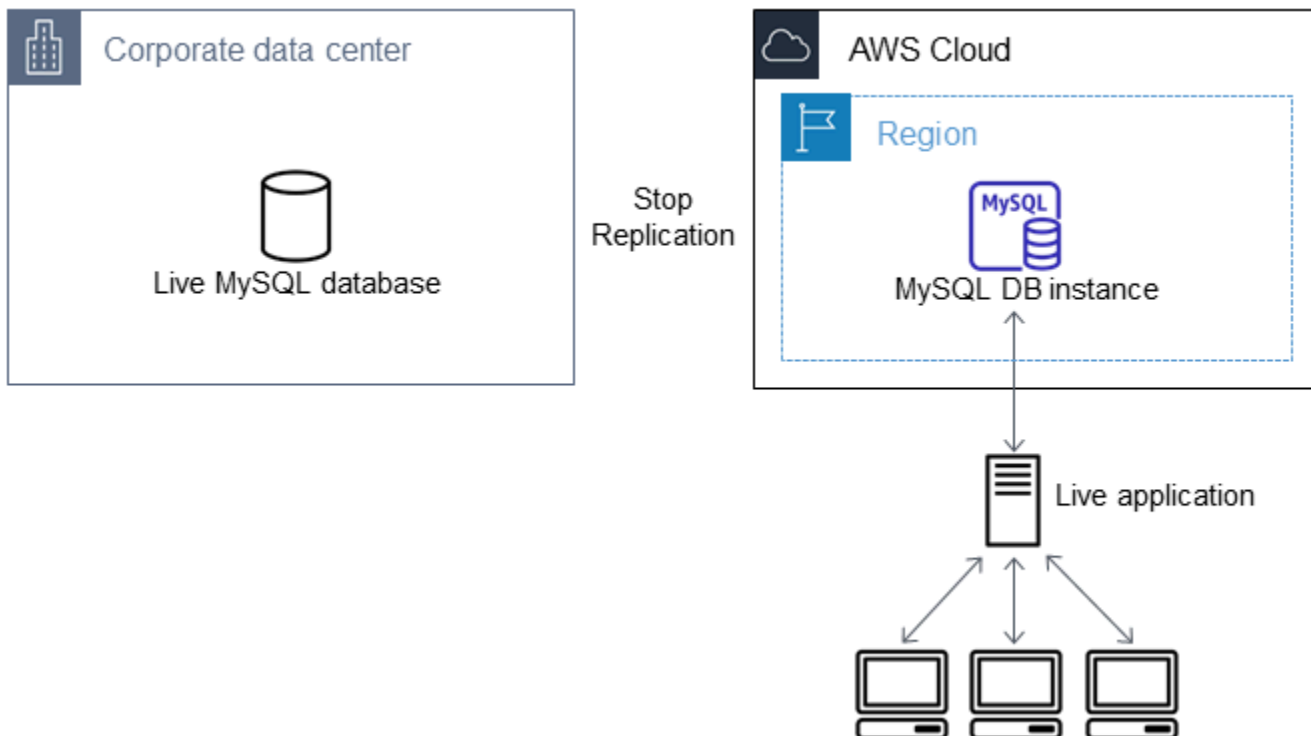 Corporate data center
AWS Cloud
Region
MySQL
Stop
Replication
Live MySQL database
MySQL DB instance
Live application